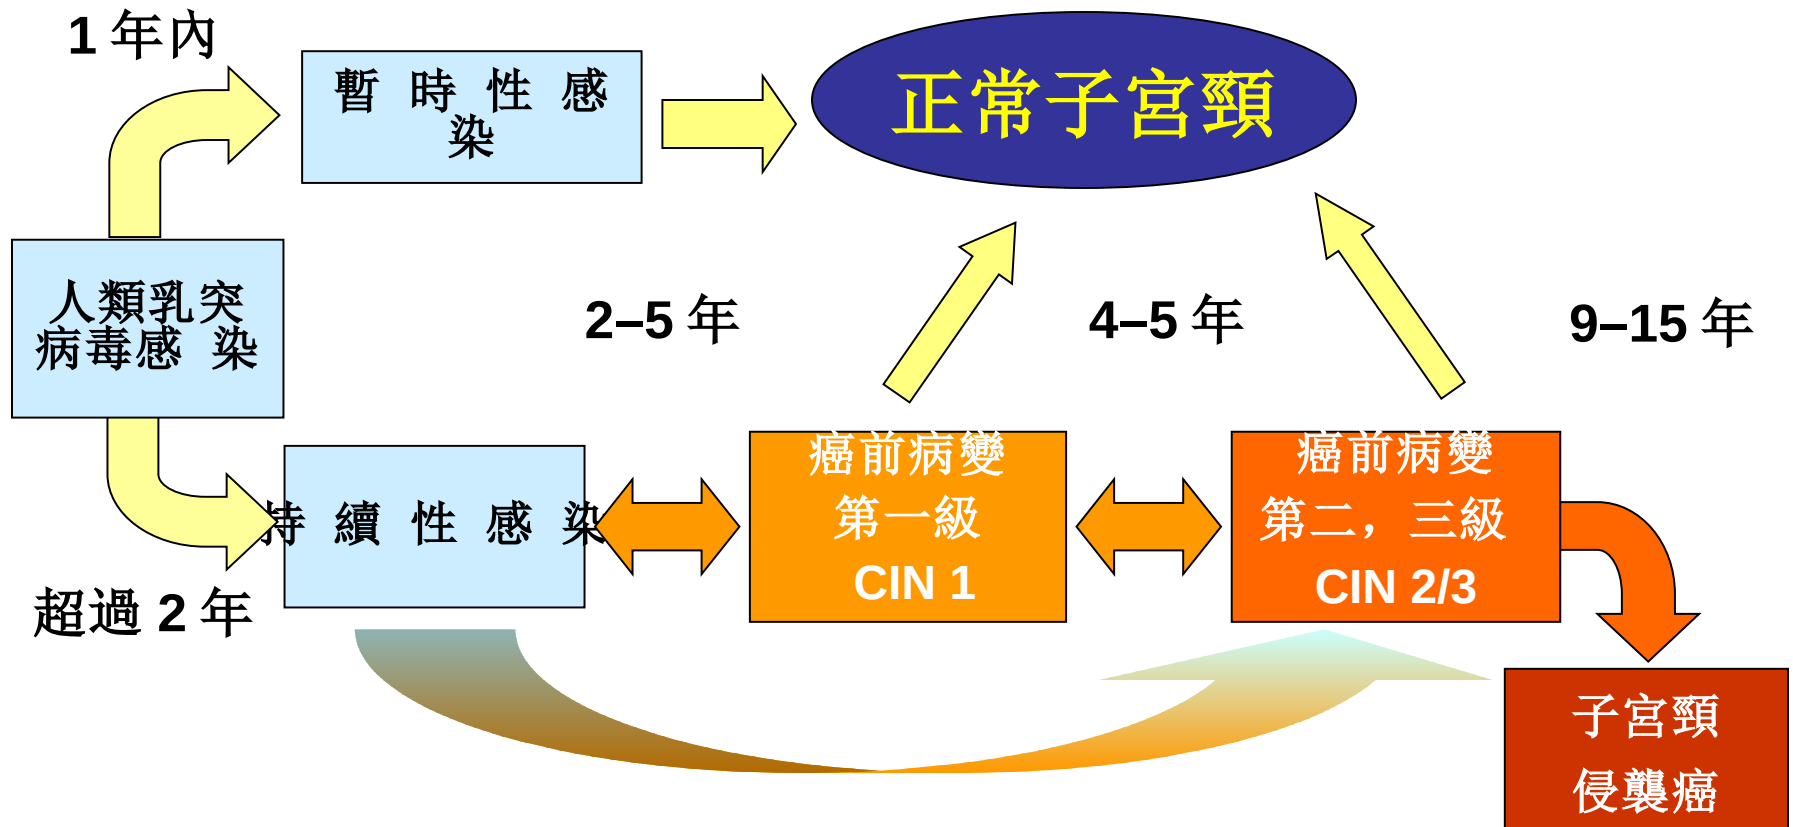 1 年內
暫 時 性 感
染
正常子宮頸
人類乳突
病毒感 染
2–5 年
4–5 年
9–15 年
持 續 性 感 染
癌前病變
第一級
CIN 1
癌前病變
第二，三級
CIN 2/3
超過 2 年
子宮頸
侵襲癌